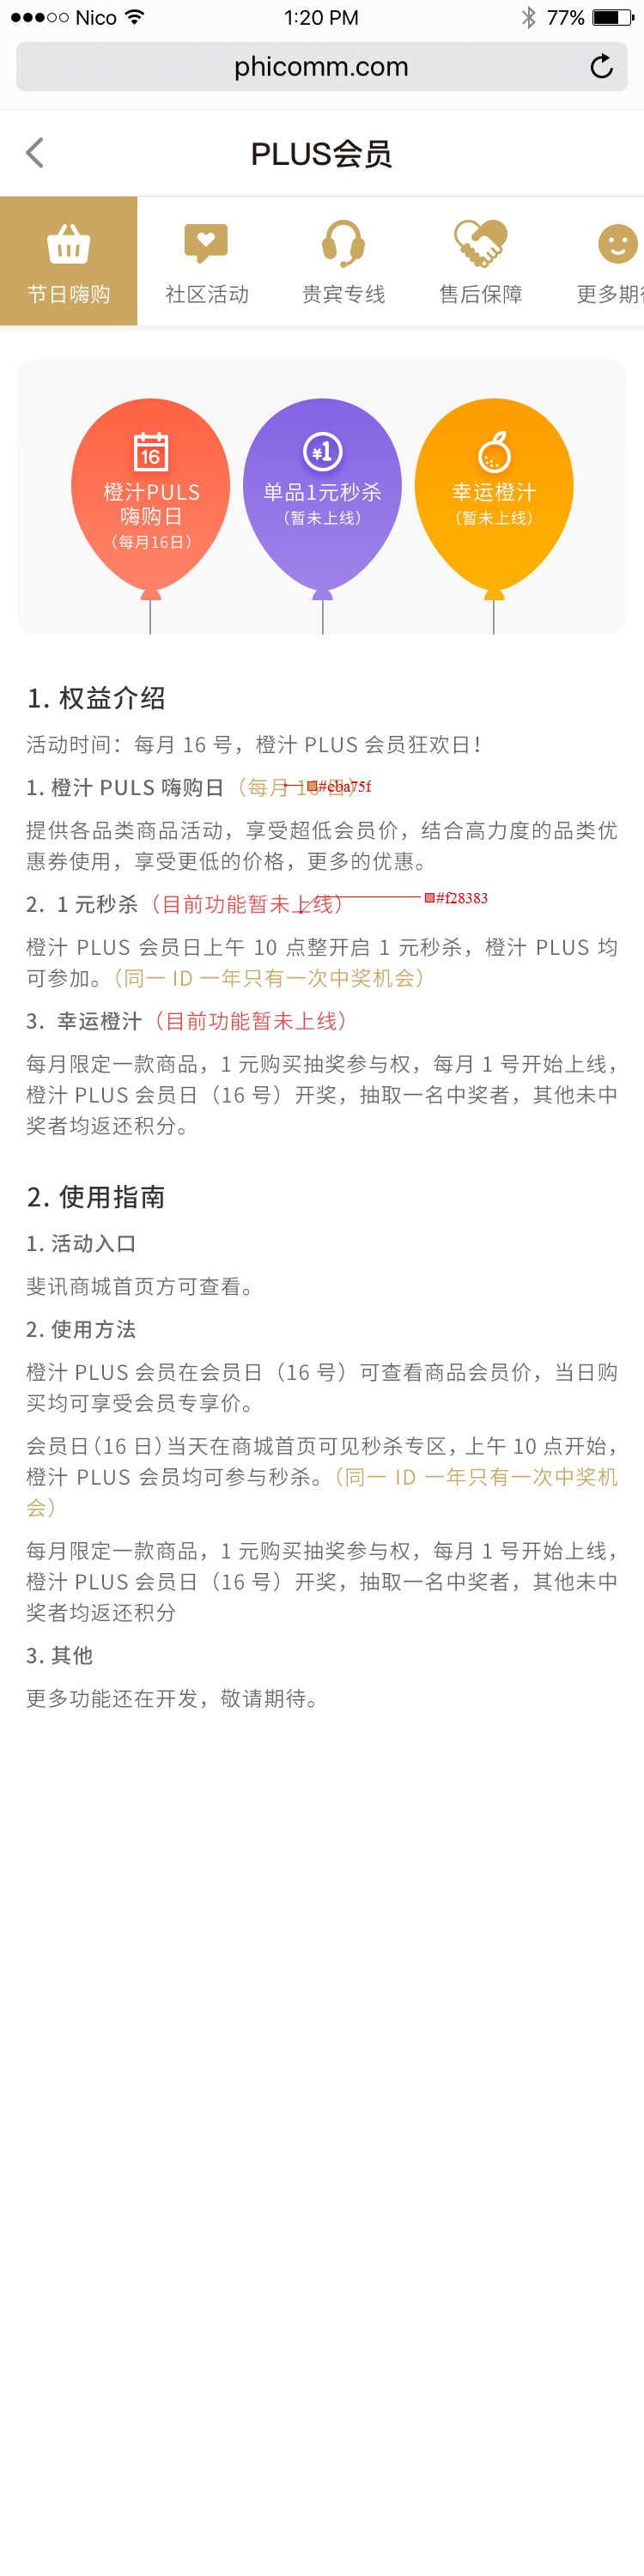 Nico
1:20 PM
77%
phicomm.com
PLUS会员
节日嗨购
社区活动
贵宾专线
售后保障
更多期
16
橙汁PULS
嗨购日
（每月16日）
¥1
单品1元秒杀
（暂未上线）
幸运橙汁
（暂未上线）
1. 权益介绍
活动时间：每月 16 号，橙汁 PLUS 会员狂欢日！
1. 橙汁 PULS 嗨购日（每月 16 日）
#cba75f
提供各品类商品活动，享受超低会员价，结合高力度的品类优
惠券使用，享受更低的价格，更多的优惠。
2. 1 元秒杀（目前功能暂未上线）
#f28383
橙汁 PLUS 会员日上午 10 点整开启 1 元秒杀，橙汁 PLUS 均
可参加。（同一 ID 一年只有一次中奖机会）
3. 幸运橙汁（目前功能暂未上线）
每月限定一款商品，1 元购买抽奖参与权，每月 1 号开始上线，
橙汁 PLUS 会员日（16 号）开奖，抽取一名中奖者，其他未中
奖者均返还积分。
2. 使用指南
1. 活动入口
斐讯商城首页方可查看。
2. 使用方法
橙汁 PLUS 会员在会员日（16 号）可查看商品会员价，当日购
买均可享受会员专享价。
会员日（16 日）当天在商城首页可见秒杀专区，上午 10 点开始，
橙汁 PLUS 会员均可参与秒杀。（同一 ID 一年只有一次中奖机
会）
每月限定一款商品，1 元购买抽奖参与权，每月 1 号开始上线，
橙汁 PLUS 会员日（16 号）开奖，抽取一名中奖者，其他未中
奖者均返还积分
3. 其他
更多功能还在开发，敬请期待。